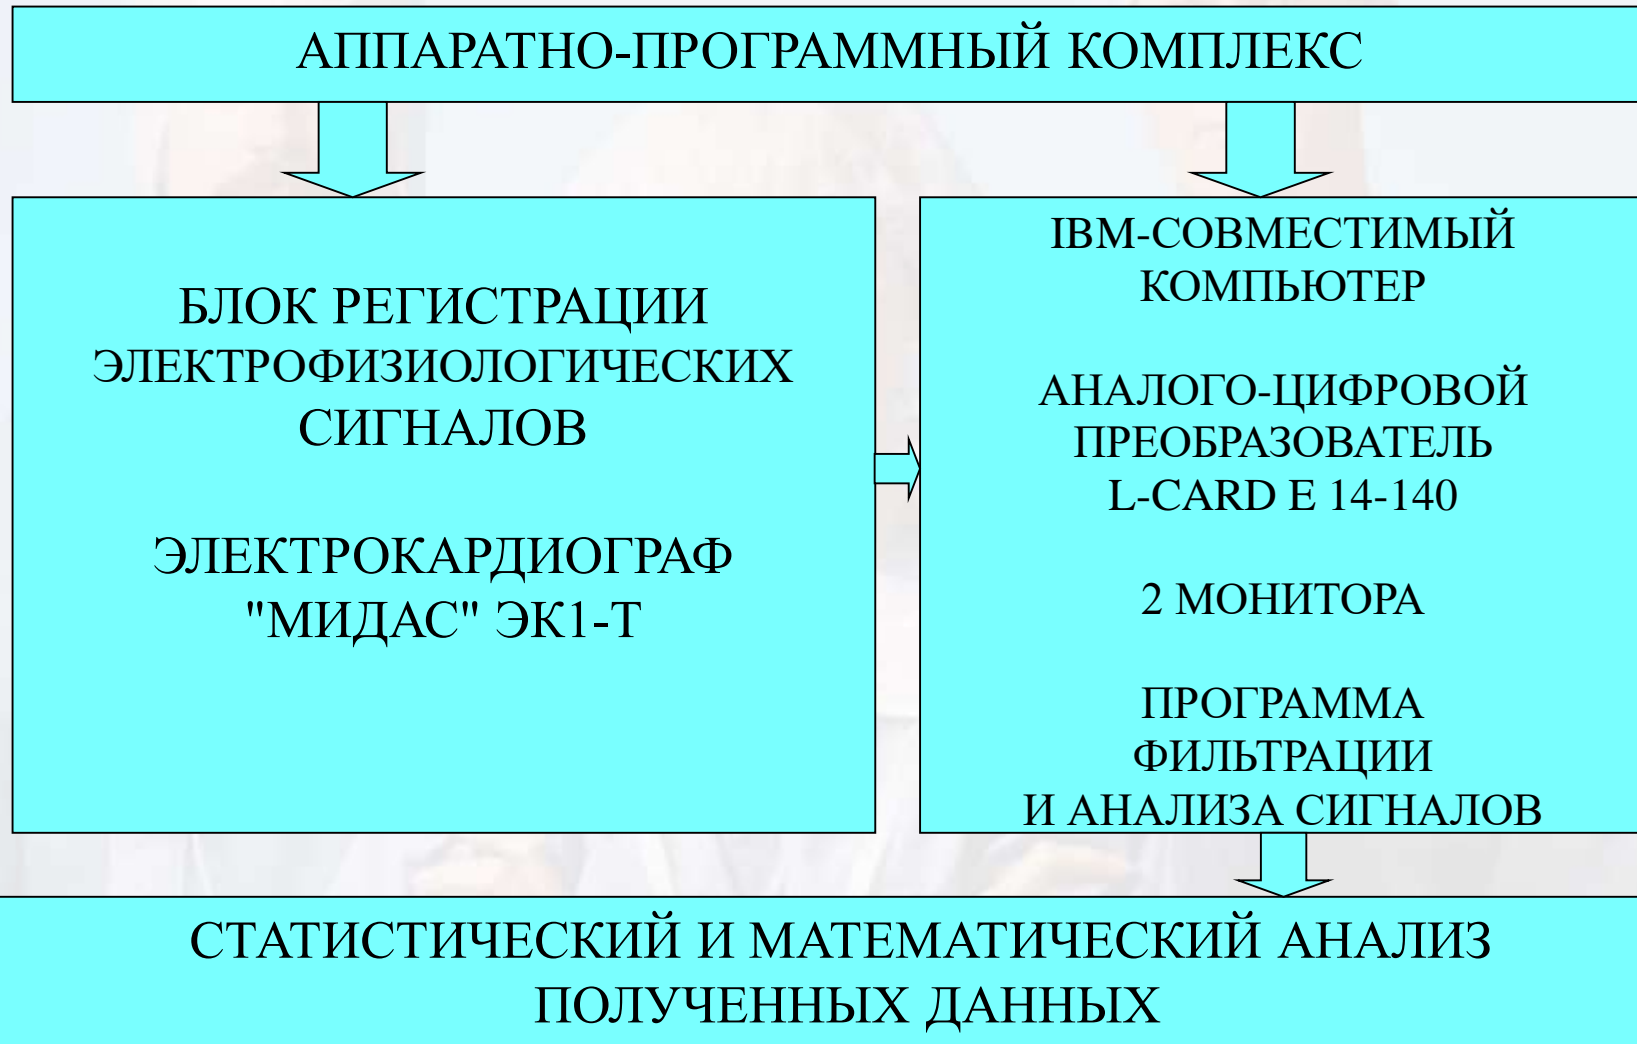 АППАРАТНО-ПРОГРАММНЫЙ КОМПЛЕКС
БЛОК РЕГИСТРАЦИИ
ЭЛЕКТРОФИЗИОЛОГИЧЕСКИХ
СИГНАЛОВ
ЭЛЕКТРОКАРДИОГРАФ
"МИДАС" ЭК1-Т
IBM-СОВМЕСТИМЫЙ
КОМПЬЮТЕР
АНАЛОГО-ЦИФРОВОЙ
ПРЕОБРАЗОВАТЕЛЬ
L-CARD E 14-140
2 МОНИТОРА
ПРОГРАММА
ФИЛЬТРАЦИИ
И АНАЛИЗА СИГНАЛОВ
СТАТИСТИЧЕСКИЙ И МАТЕМАТИЧЕСКИЙ АНАЛИЗ
ПОЛУЧЕННЫХ ДАННЫХ